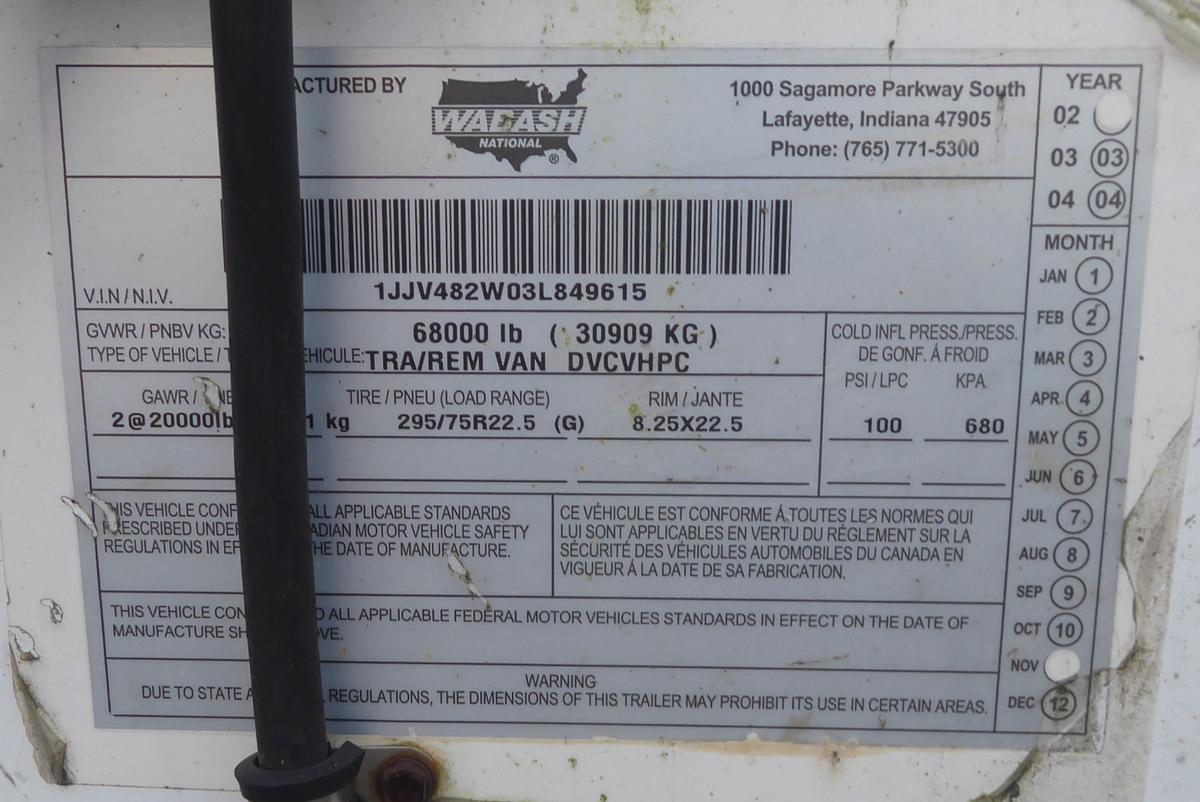 ACTURED BY
WABASH
NATIONAL
®
1000 Sagamore Parkway South
Lafayette, Indiana 47905
Phone: (765) 771-5300
YEAR
02
03 03
04 04
V.I.N / N.I.V.
1JJV482W03L849615
GVWR / PNBV KG:
68000 lb ( 30909 KG )
TYPE OF VEHICLE / EHICULE: TRA/REM VAN DVCVHPC
COLD INFL PRESS./PRESS.
DE GONF. Á FROID
PSI / LPC KPA
100 680
GAWR / TIRE / PNEU (LOAD RANGE) RIM / JANTE
2@20000lb 1 kg 295/75R22.5 (G) 8.25X22.5
MONTH
JAN 1
FEB 2
MAR 3
APR 4
MAY 5
JUN 6
JUL 7
AUG 8
SEP 9
OCT 10
NOV
DEC 12
THIS VEHICLE CONF ALL APPLICABLE STANDARDS
PRESCRIBED UNDER ADIAN MOTOR VEHICLE SAFETY
REGULATIONS IN EF THE DATE OF MANUFACTURE.
CE VÉHICULE EST CONFORME Á TOUTES LES NORMES QUI
LUI SONT APPLICABLES EN VERTU DU RÉGLEMENT SUR LA
SÉCURITÉ DES VÉHICULES AUTOMOBILES DU CANADA EN
VIGUEUR Á LA DATE DE SA FABRICATION.
THIS VEHICLE CON O ALL APPLICABLE FEDERAL MOTOR VEHICLES STANDARDS IN EFFECT ON THE DATE OF
MANUFACTURE SH OVE.
WARNING
DUE TO STATE A REGULATIONS, THE DIMENSIONS OF THIS TRAILER MAY PROHIBIT ITS USE IN CERTAIN AREAS.